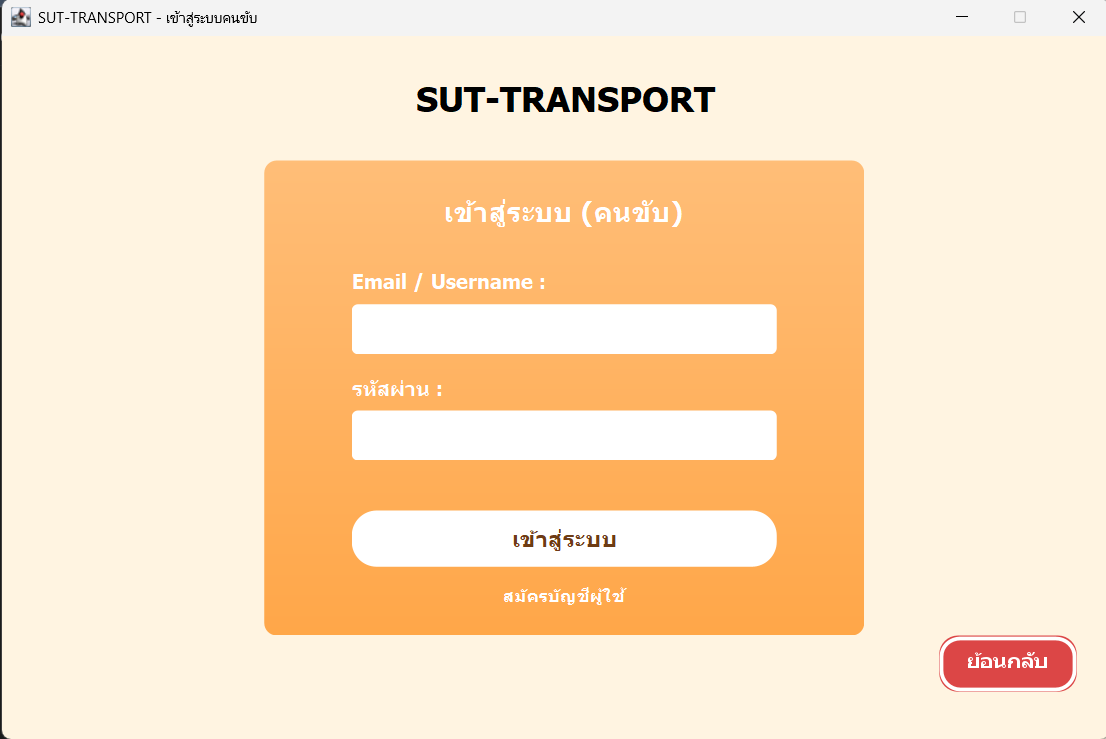 SUT-TRANSPORT - เข้าสู่ระบบคนขับ
SUT-TRANSPORT
เข้าสู่ระบบ (คนขับ)
Email / Username :
รหัสผ่าน :
เข้าสู่ระบบ
สมัครบัญชีผู้ใช้
ย้อนกลับ